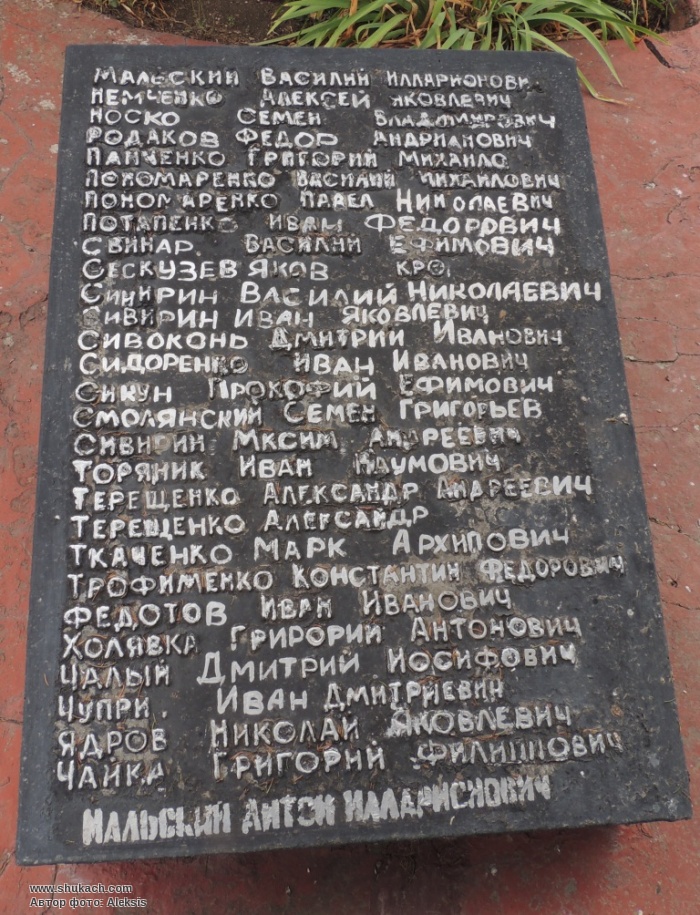 МАЛЬСКИЙ ВАСИЛИЙ ИЛЛАРИОНОВИ
НЕМЧЕНКО АЛЕКСЕЙ ЯКОВЛЕВИЧ
НОСКО СЕМЕН ВЛАДИМИРОВИЧ
РОДАКОВ ФЕДОР АНДРИАНОВИЧ
ПАНЧЕНКО ГРИГОРИЙ МИХАЙЛО
ПОНОМАРЕНКО ВАСИЛИЙ МИХАЙЛОВИЧ
ПОНОМАРЕНКО ПАВЕЛ НИКОЛАЕВИЧ
ПОТАПЕНКО ИВАН ФЕДОРОВИЧ
СВИНАР ВАСИЛИЙ ЕФИМОВИЧ
СЕСКУЗЕВ ЯКОВ
СИВИРИН ВАСИЛИЙ НИКОЛАЕВИЧ
СИВИРИН ИВАН ЯКОВЛЕВИЧ
СИВОКОНЬ ДМИТРИИ ИВАНОВИЧ
СИДОРЕНКО ИВАН ИВАНОВИЧ
СИКУН ПРОКОФИЙ ЕФИМОВИЧ
СМОЛЯНСКИЙ СЕМЕН ГРИГОРЬЕВ
СИВИРИН МКСИМ АНДРЕЕВИЧ
ТОРЯНИК ИВАН НАУМОВИЧ
ТЕРЕЩЕНКО АЛЕКСАНДР АНДРЕЕВИЧ
ТЕРЕЩЕНКО АЛЕКСАНДР
ТКАЧЕНКО МАРК АРХИПОВИЧ
ТРОФИМЕНКО КОНСТАНТИН ФЕДОРОВИЧ
ФЕДОТОВ ИВАН ИВАНОВИЧ
ХОЛЯВКА ГРИРОРИЙ АНТОНОВИЧ
ЧАЛЫЙ ДМИТРИЙ ИОСИФОВИЧ
ЧУПРИ ИВАН ДМИТРИЕВИЧ
ЯДРОВ НИКОЛАЙ ЯКОВЛЕВИЧ
ЧАЙКА ГРИГОРИЙ ФИЛИППОВИЧ
МАЛЬСКИЙ АНТОН
www.shukach.com
Автор фото: Aleksis